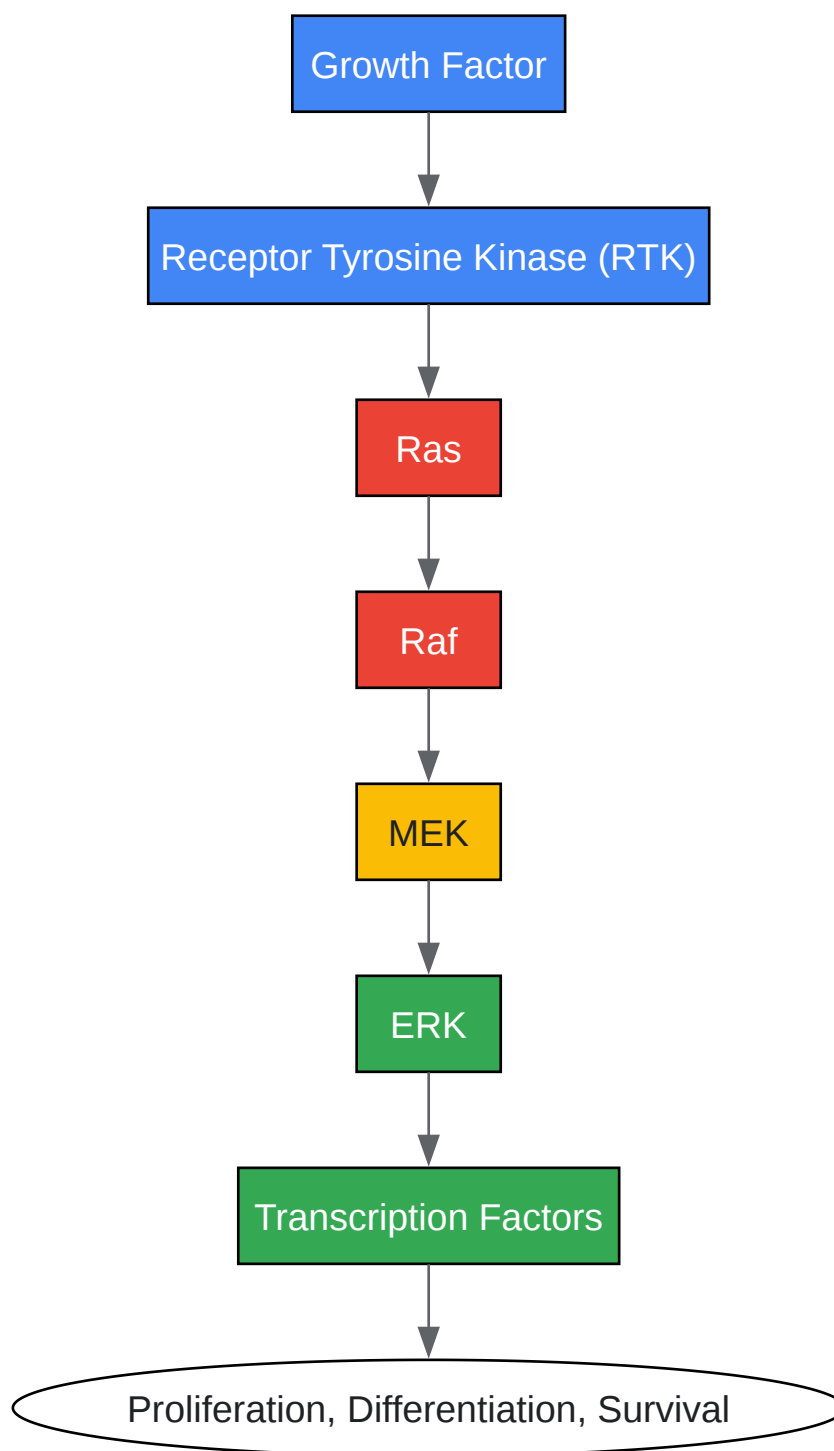 Growth Factor
Receptor Tyrosine Kinase (RTK)
Ras
Raf
MEK
ERK
Transcription Factors
Proliferation, Differentiation, Survival